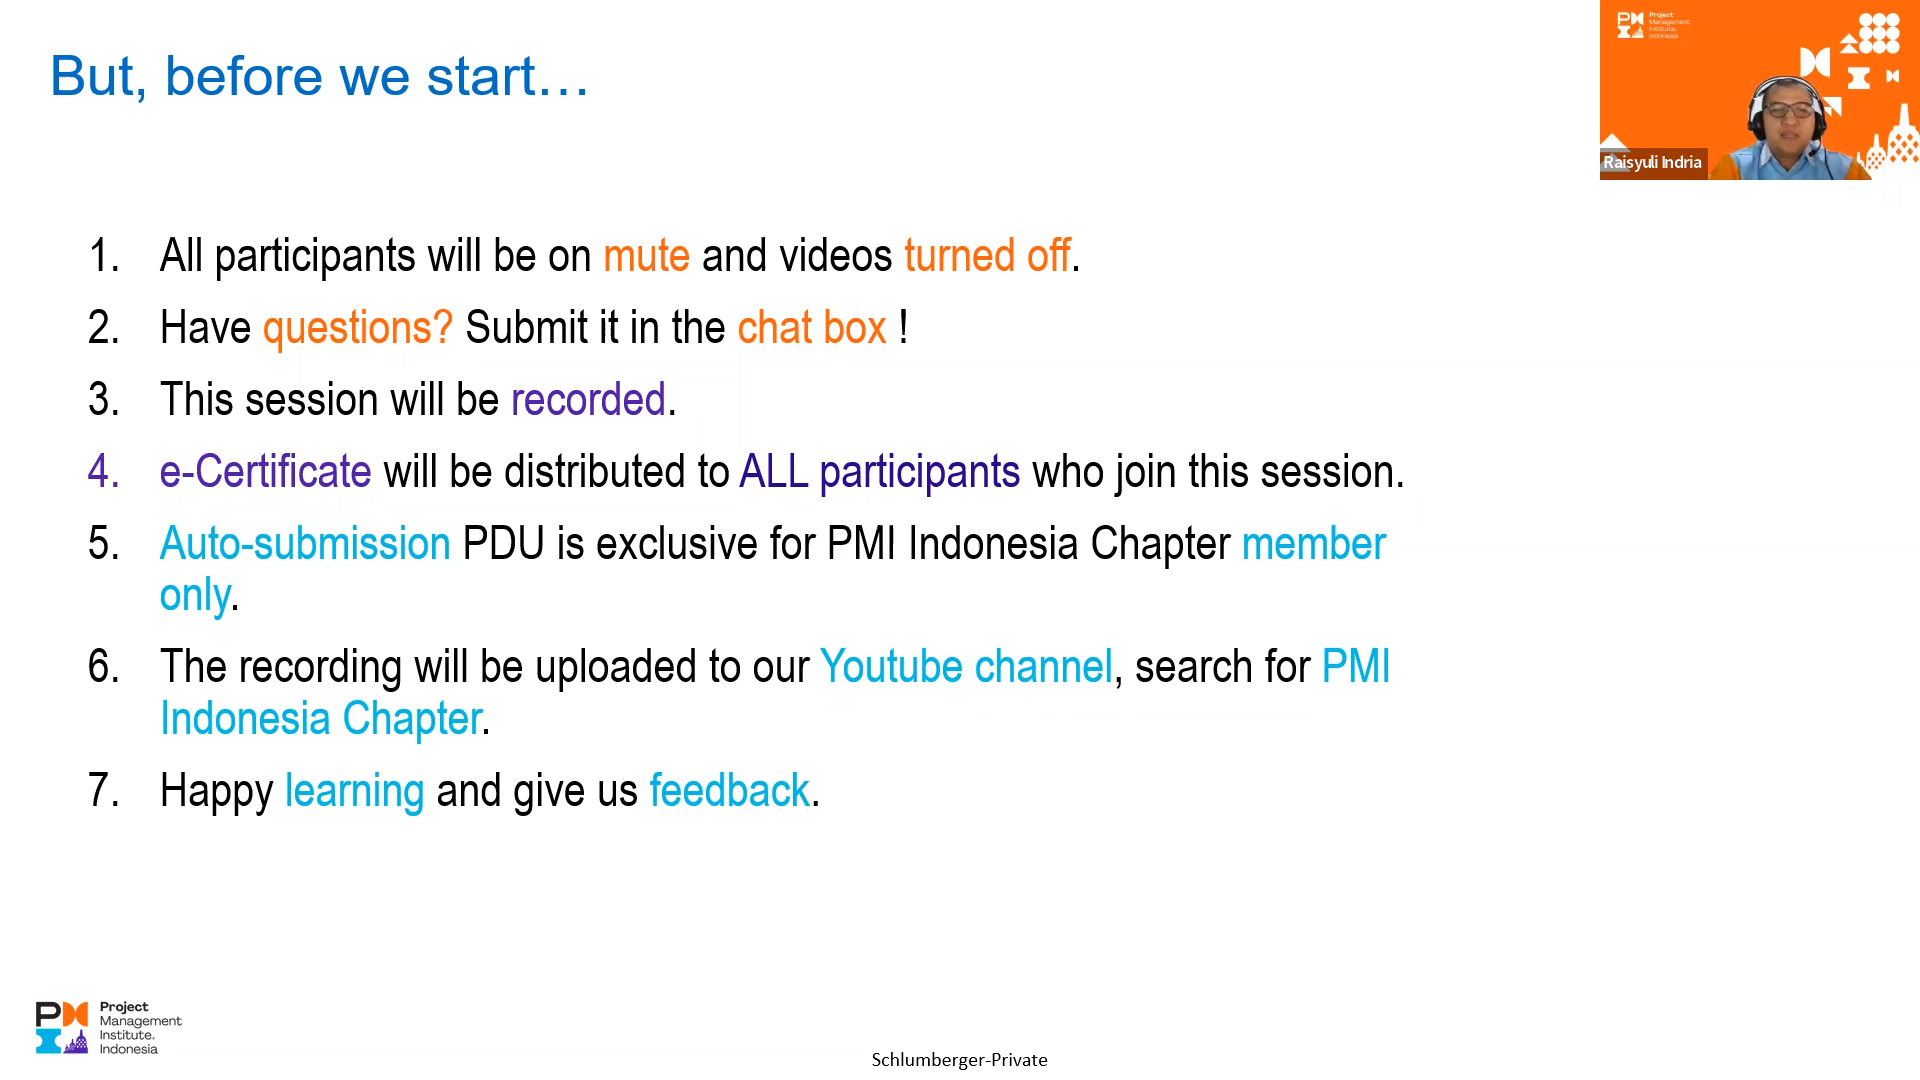 But, before we start…
Project
Management
Institute.
Indonesia
Raisyuli Indria
1. All participants will be on mute and videos turned off.
2. Have questions? Submit it in the chat box !
3. This session will be recorded.
4. e-Certificate will be distributed to ALL participants who join this session.
5. Auto-submission PDU is exclusive for PMI Indonesia Chapter member
only.
6. The recording will be uploaded to our Youtube channel, search for PMI
Indonesia Chapter.
7. Happy learning and give us feedback.
Project
Management
Institute.
Indonesia
Schlumberger-Private